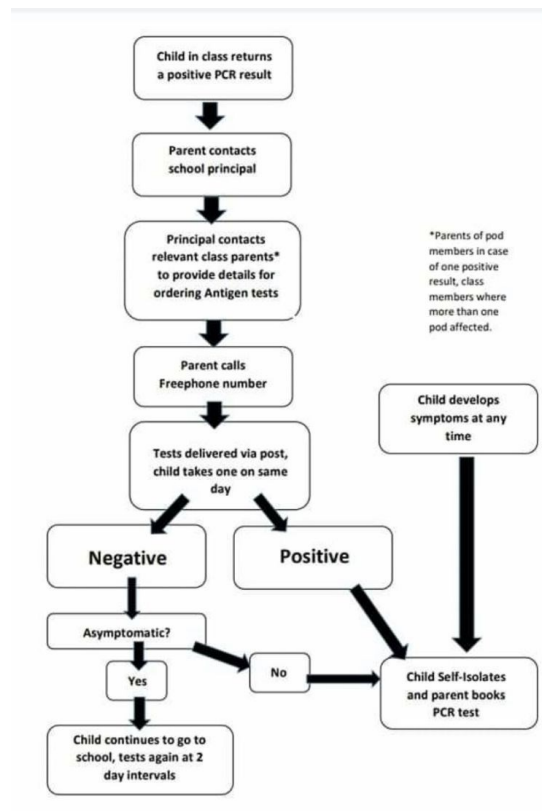 Child in class returns
a positive PCR result
Parent contacts
school principal
Principal contacts
relevant class parents*
to provide details for
ordering Antigen tests
*Parents of pod
members in case
of one positive
result, class
members where
more than one
pod affected.
Parent calls
Freephone number
Child develops
symptoms at any
time
Tests delivered via post,
child takes one on same
day
Negative
Positive
Asymptomatic?
Yes
No
Child Self-Isolates
and parent books
PCR test
Child continues to go to
school, tests again at 2
day intervals